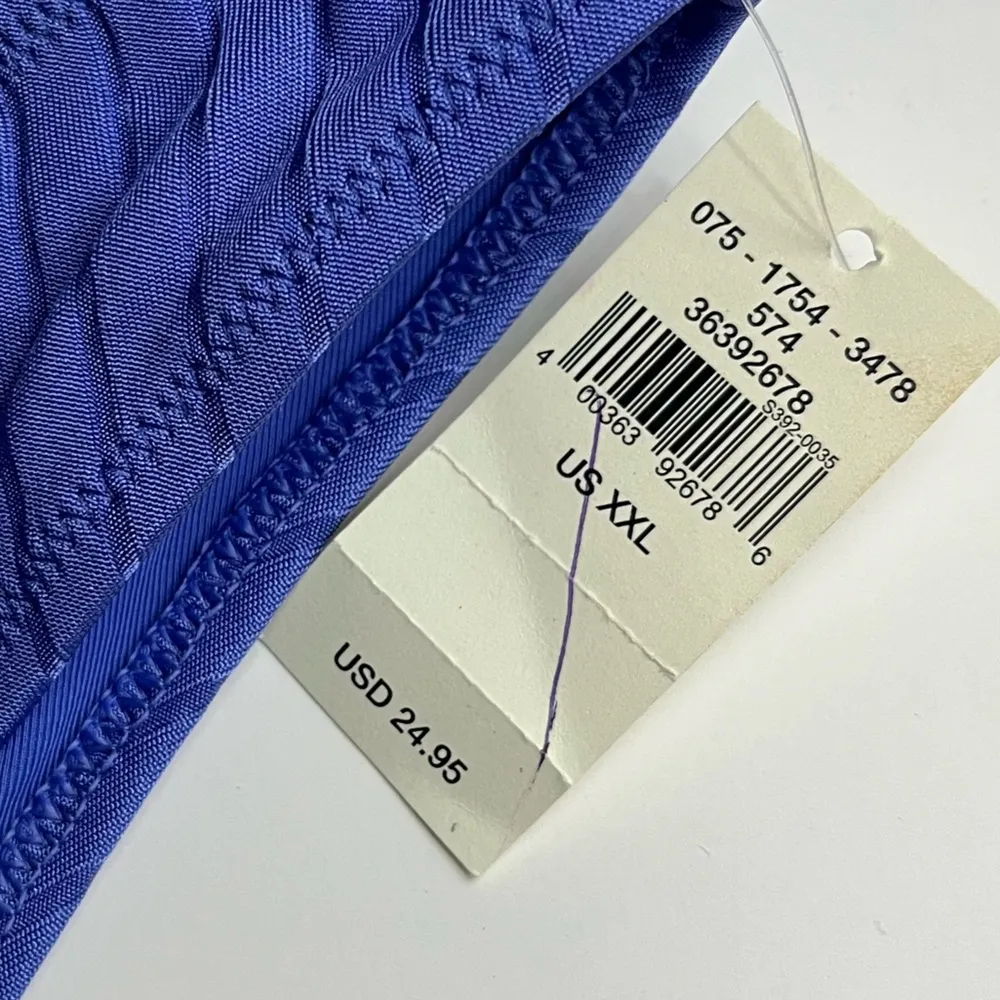 075 - 1754 - 3478
574
36392678
S392-0035
4 00363 92678 6
US XXL
USD 24.95